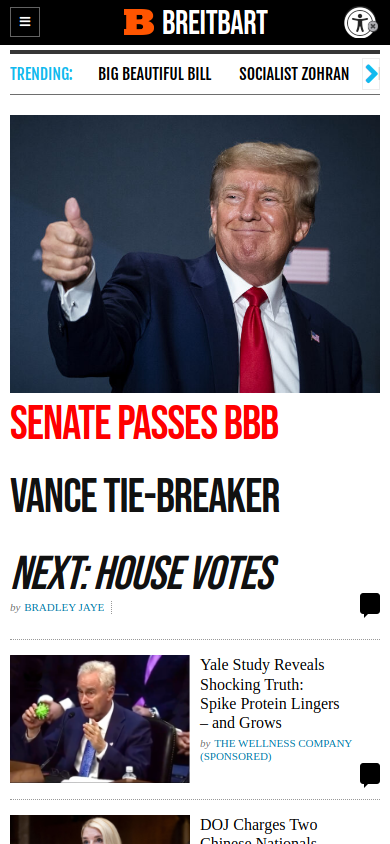 BREITBART
TRENDING: BIG BEAUTIFUL BILL SOCIALIST ZOHRAN
SENATE PASSES BBB
VANCE TIE-BREAKER
NEXT: HOUSE VOTES
by BRADLEY JAYE
Yale Study Reveals
Shocking Truth:
Spike Protein Lingers
– and Grows
by THE WELLNESS COMPANY
(SPONSORED)
DOJ Charges Two
Chinese Nationals